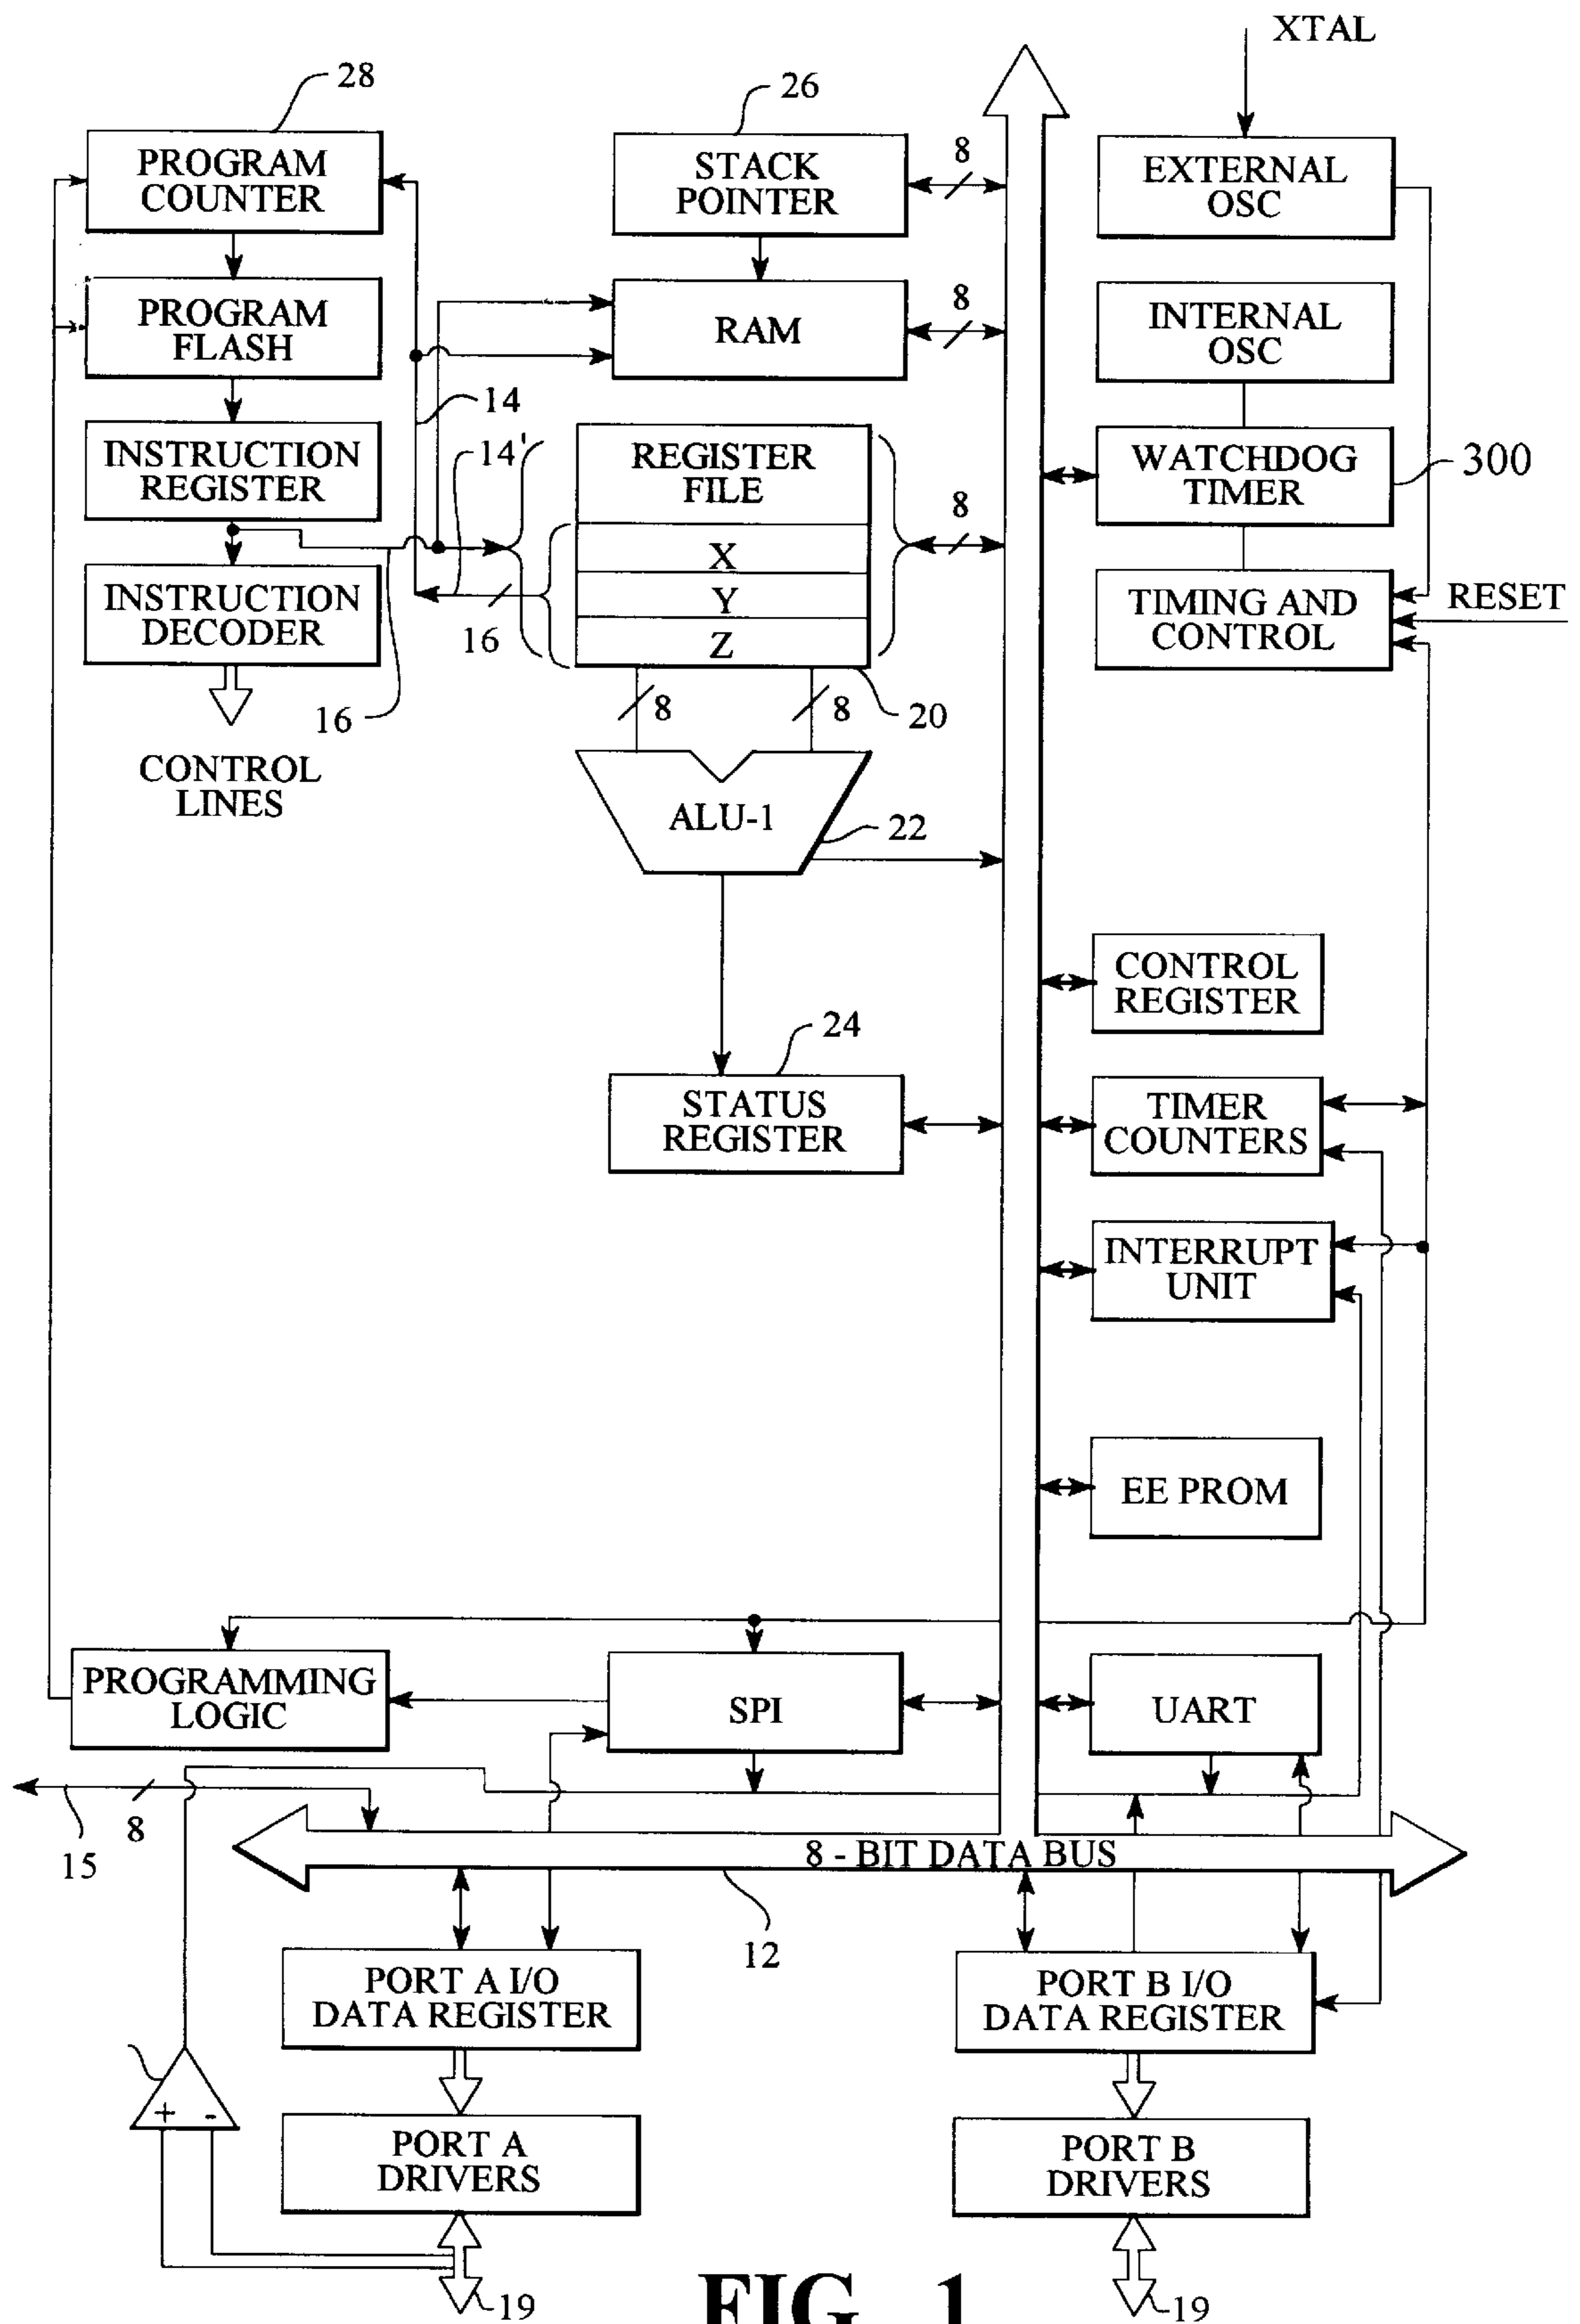 XTAL
28
26
PROGRAM
COUNTER
STACK
POINTER
8
EXTERNAL
OSC
PROGRAM
FLASH
RAM
8
INTERNAL
OSC
14
INSTRUCTION
REGISTER
14'
REGISTER
FILE
8
WATCHDOG
TIMER
300
X
Y
Z
INSTRUCTION
DECODER
16
TIMING AND
CONTROL
RESET
16
8
8
20
CONTROL
LINES
ALU-1
22
CONTROL
REGISTER
24
STATUS
REGISTER
TIMER
COUNTERS
INTERRUPT
UNIT
EE PROM
PROGRAMMING
LOGIC
SPI
UART
8
15
8 - BIT DATA BUS
12
PORT A I/O
DATA REGISTER
PORT B I/O
DATA REGISTER
+ -
PORT A
DRIVERS
PORT B
DRIVERS
19
19
FIG. 1